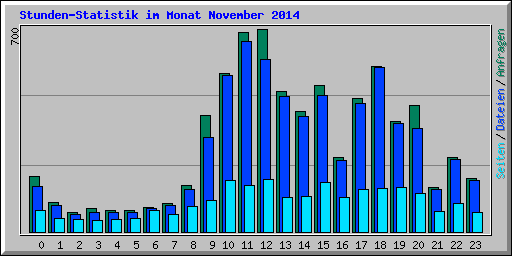 Stunden-Statistik im Monat November 2014
700
Seiten / Dateien / Anfragen
0 1 2 3 4 5 6 7 8 9 10 11 12 13 14 15 16 17 18 19 20 21 22 23